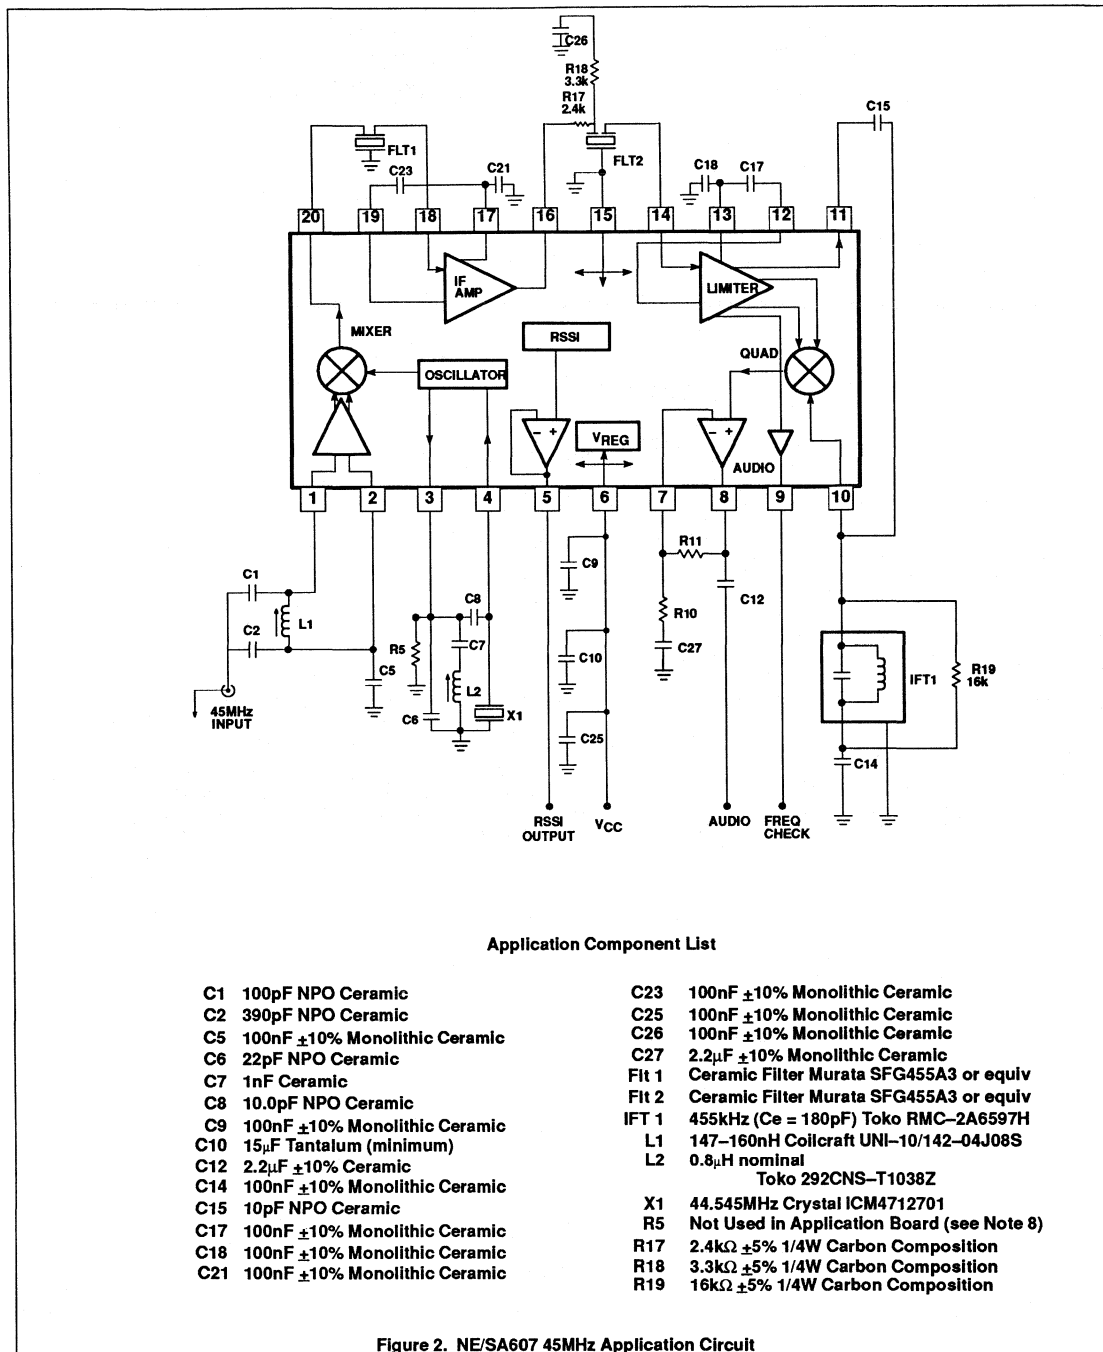 C26
R18
3.3k
R17
2.4k
C15
FLT1
FLT2
C23
C21
C18
C17
20
19
18
17
16
15
14
13
12
11
IF
AMP
LIMITER
MIXER
RSSI
QUAD
OSCILLATOR
– +
VREG
– +
AUDIO
1
2
3
4
5
6
7
8
9
10
C1
C2
L1
C5
45MHz
INPUT
R5
C6
C8
C7
L2
X1
C9
C10
C25
R11
R10
C27
C12
IFT1
R19
16k
C14
RSSI
OUTPUT
VCC
AUDIO
FREQ
CHECK
Application Component List
C1 100pF NPO Ceramic
C2 390pF NPO Ceramic
C5 100nF ±10% Monolithic Ceramic
C6 22pF NPO Ceramic
C7 1nF Ceramic
C8 10.0pF NPO Ceramic
C9 100nF ±10% Monolithic Ceramic
C10 15µF Tantalum (minimum)
C12 2.2µF ±10% Ceramic
C14 100nF ±10% Monolithic Ceramic
C15 10pF NPO Ceramic
C17 100nF ±10% Monolithic Ceramic
C18 100nF ±10% Monolithic Ceramic
C21 100nF ±10% Monolithic Ceramic
C23 100nF ±10% Monolithic Ceramic
C25 100nF ±10% Monolithic Ceramic
C26 100nF ±10% Monolithic Ceramic
C27 2.2µF ±10% Monolithic Ceramic
Flt 1 Ceramic Filter Murata SFG455A3 or equiv
Flt 2 Ceramic Filter Murata SFG455A3 or equiv
IFT 1 455kHz (Ce = 180pF) Toko RMC–2A6597H
L1 147–160nH Coilcraft UNI–10/142–04J08S
L2 0.8µH nominal
Toko 292CNS–T1038Z
X1 44.545MHz Crystal ICM4712701
R5 Not Used in Application Board (see Note 8)
R17 2.4kΩ ±5% 1/4W Carbon Composition
R18 3.3kΩ ±5% 1/4W Carbon Composition
R19 16kΩ ±5% 1/4W Carbon Composition
Figure 2. NE/SA607 45MHz Application Circuit